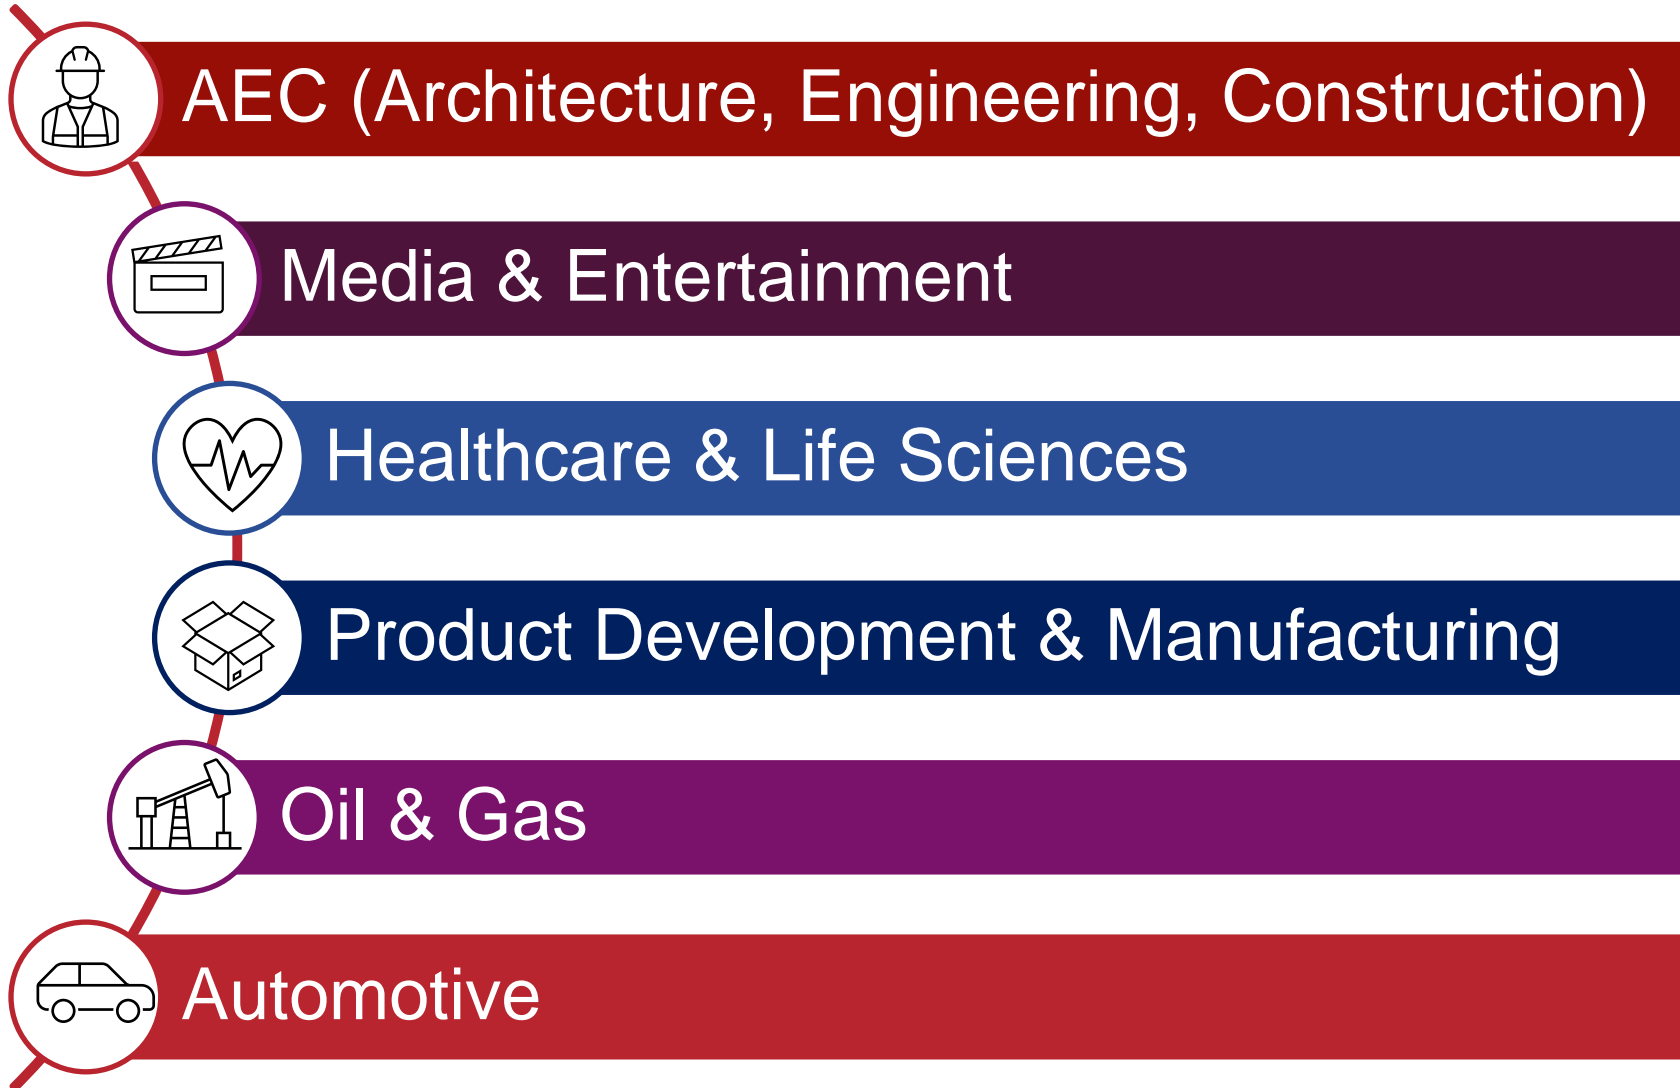 AEC (Architecture, Engineering, Construction)
Media & Entertainment
Healthcare & Life Sciences
Product Development & Manufacturing
Oil & Gas
Automotive